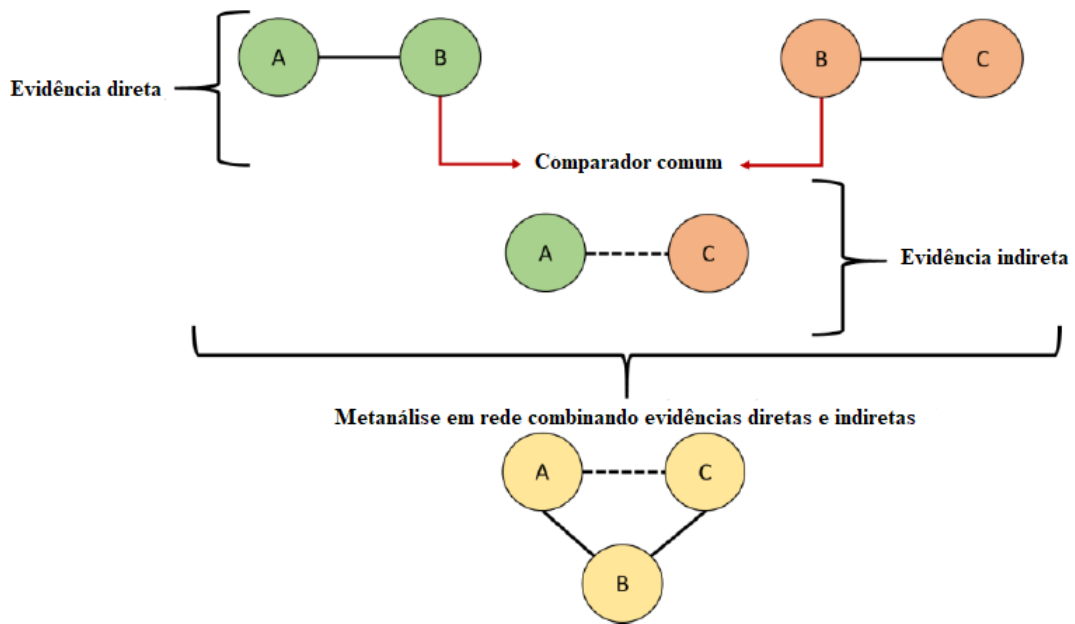 A
B
B
C
Evidência direta
Comparador comum
A
C
Evidência indireta
Metanálise em rede combinando evidências diretas e indiretas
A
C
B